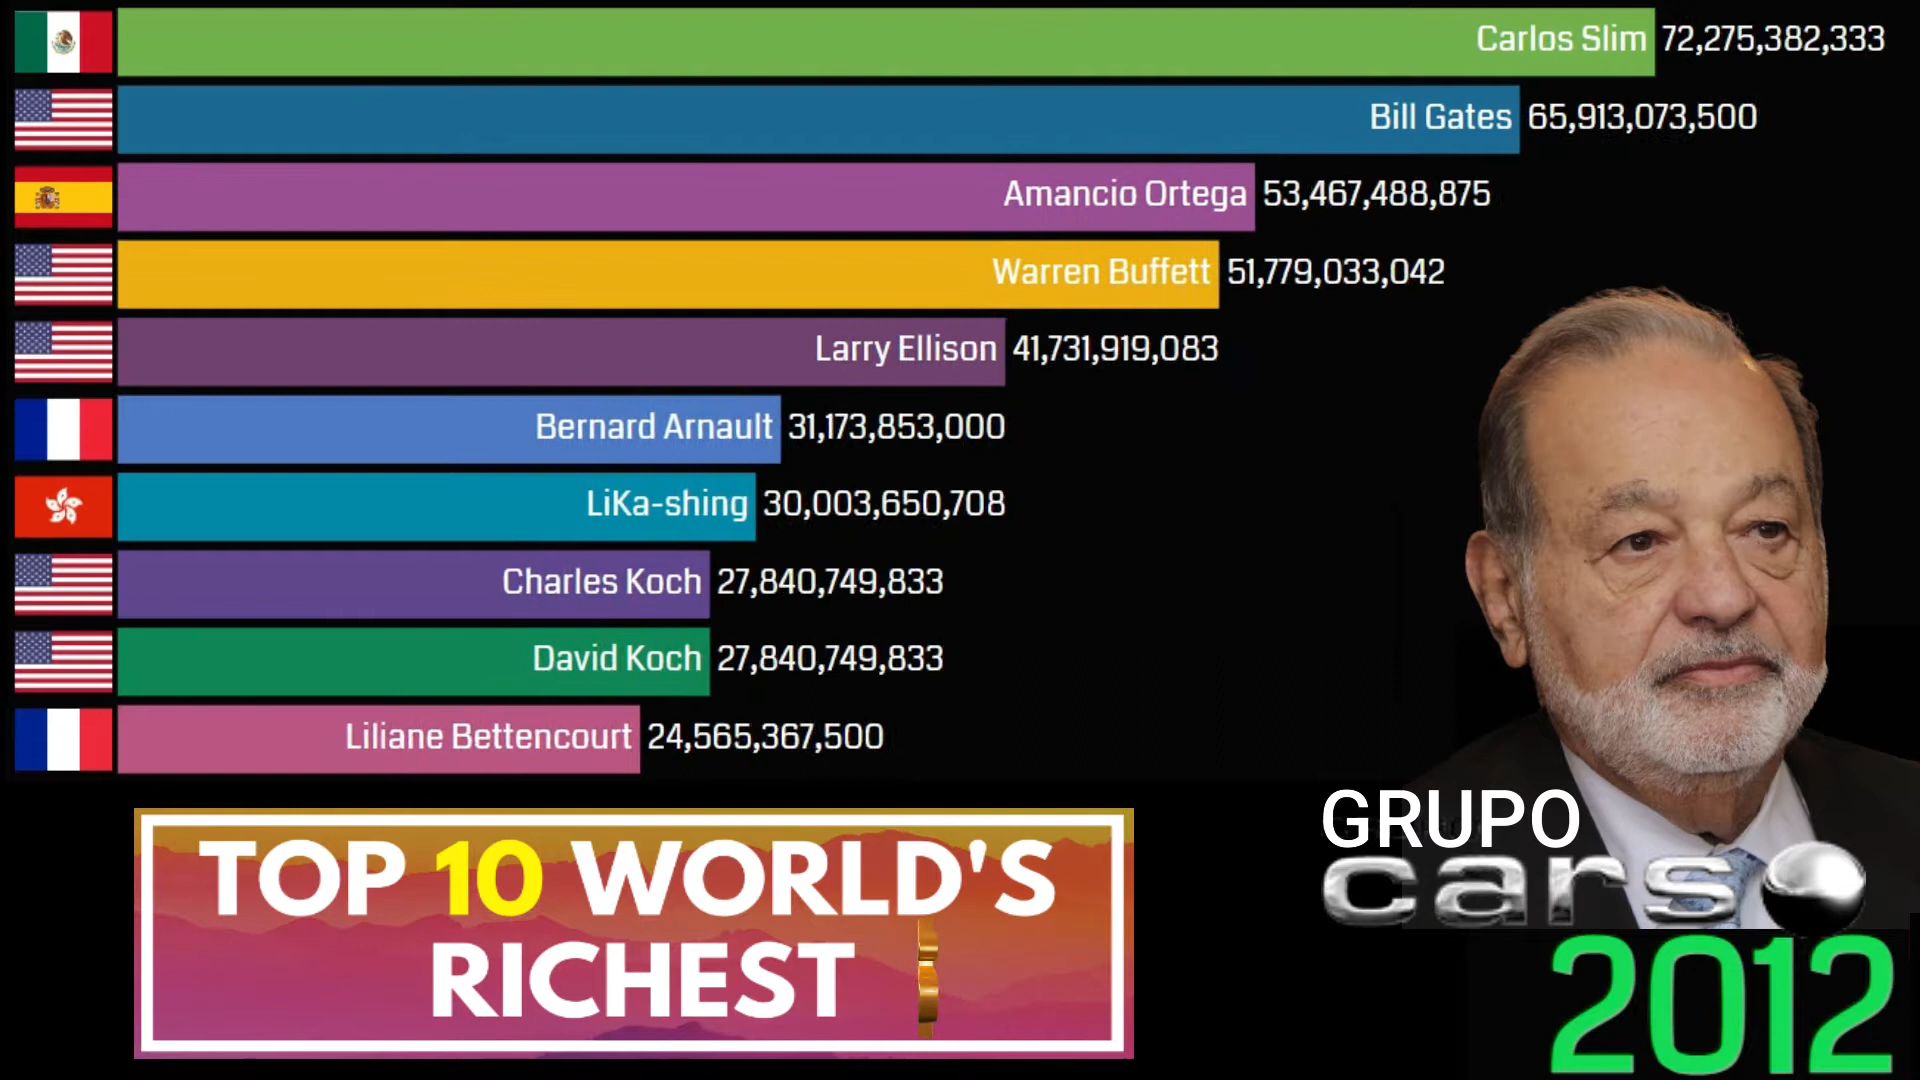 Carlos Slim 72,275,382,333
Bill Gates 65,913,073,500
Amancio Ortega 53,467,488,875
Warren Buffett 51,779,033,042
Larry Ellison 41,731,919,083
Bernard Arnault 31,173,853,000
LiKa-shing 30,003,650,708
Charles Koch 27,840,749,833
David Koch 27,840,749,833
Liliane Bettencourt 24,565,367,500
TOP 10 WORLD'S
RICHEST
GRUPO
carso
2012